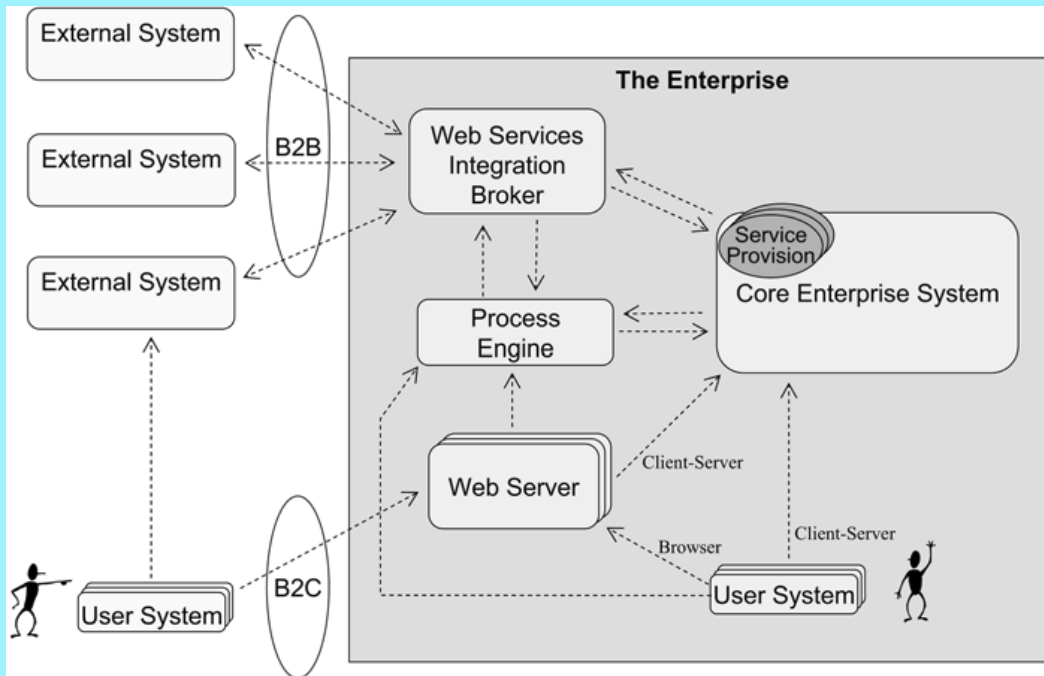 External System
The Enterprise
Web Services
Integration
Broker
B2B
External System
Service
Provision
Core Enterprise System
External System
Process
Engine
Client-Server
Web Server
Client-Server
Browser
B2C
User System
User System